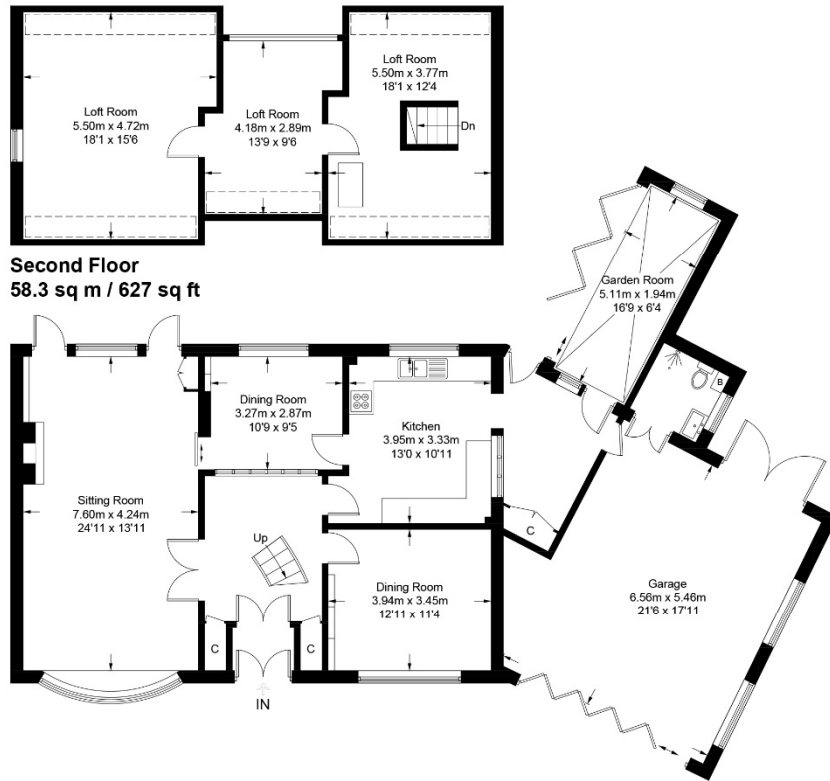 Loft Room
5.50m x 4.72m
18'1 x 15'6
Loft Room
4.18m x 2.89m
13'9 x 9'6
Loft Room
5.50m x 3.77m
18'1 x 12'4
Dn
Second Floor
58.3 sq m / 627 sq ft
Garden Room
5.11m x 1.94m
16'9 x 6'4
B
Dining Room
3.27m x 2.87m
10'9 x 9'5
Kitchen
3.95m x 3.33m
13'0 x 10'11
Sitting Room
7.60m x 4.24m
24'11 x 13'11
Up
C
Dining Room
3.94m x 3.45m
12'11 x 11'4
Garage
6.56m x 5.46m
21'6 x 17'11
C
C
IN